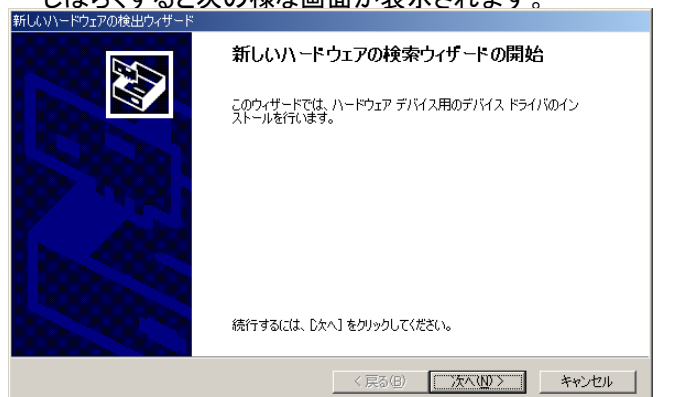 しばらくすると次の様な画面が表示されます。
新しいハードウェアの検出ウィザード
新しいハードウェアの検索ウィザードの開始
このウィザードでは、ハードウェア デバイス用のデバイス ドライバのイン
ストールを行います。
続行するには、[次へ] をクリックしてください。
< 戻る(B)
次へ(N) >
キャンセル